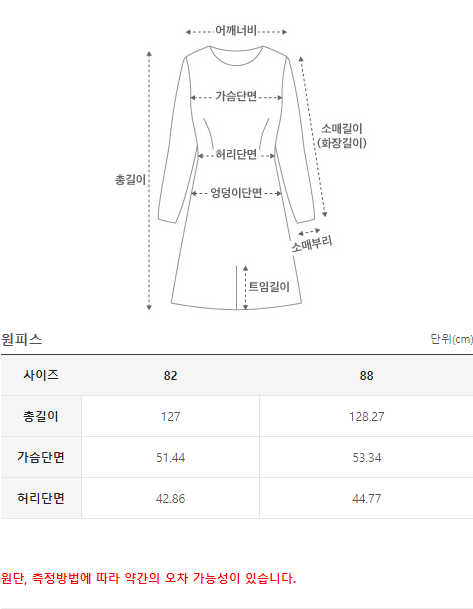 어깨너비
가슴단면
소매길이
(화장길이)
허리단면
총길이
엉덩이단면
소매부리
트임길이
원피스 단위(cm)
사이즈 82 88
총길이 127 128.27
가슴단면 51.44 53.34
허리단면 42.86 44.77
원단, 측정방법에 따라 약간의 오차 가능성이 있습니다.